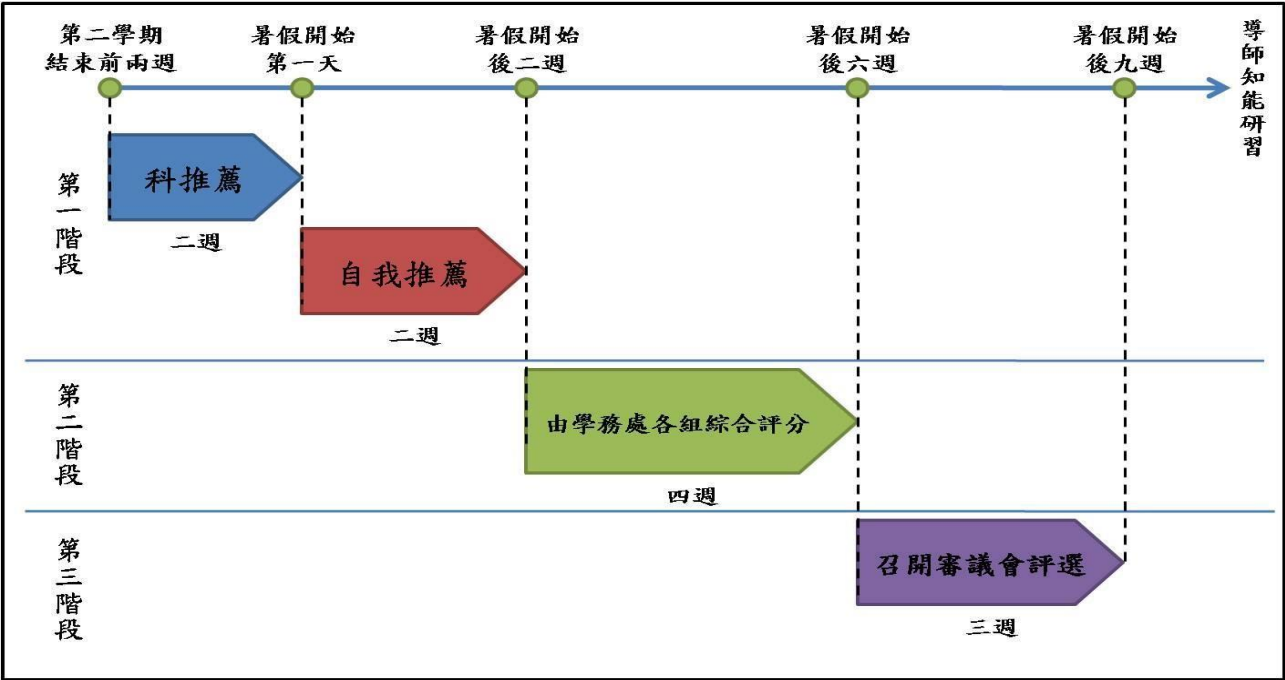 第二學期
結束前兩週
暑假開始
第一天
暑假開始
後二週
暑假開始
後六週
暑假開始
後九週
導師知能研習
第一階段
科推薦
二週
自我推薦
二週
第二階段
由學務處各組綜合評分
四週
第三階段
召開審議會評選
三週